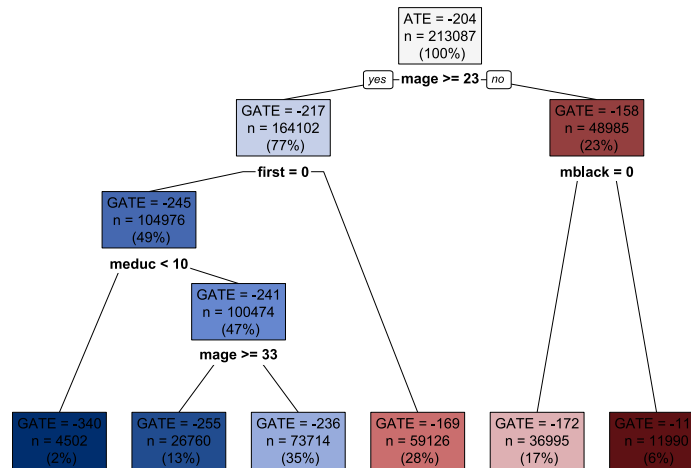 ATE = -204
n = 213087
(100%)
yes mage >= 23 no
GATE = -217
n = 164102
(77%)
GATE = -158
n = 48985
(23%)
first = 0
mblack = 0
GATE = -245
n = 104976
(49%)
meduc < 10
GATE = -241
n = 100474
(47%)
mage >= 33
GATE = -340
n = 4502
(2%)
GATE = -255
n = 26760
(13%)
GATE = -236
n = 73714
(35%)
GATE = -169
n = 59126
(28%)
GATE = -172
n = 36995
(17%)
GATE = -11
n = 11990
(6%)